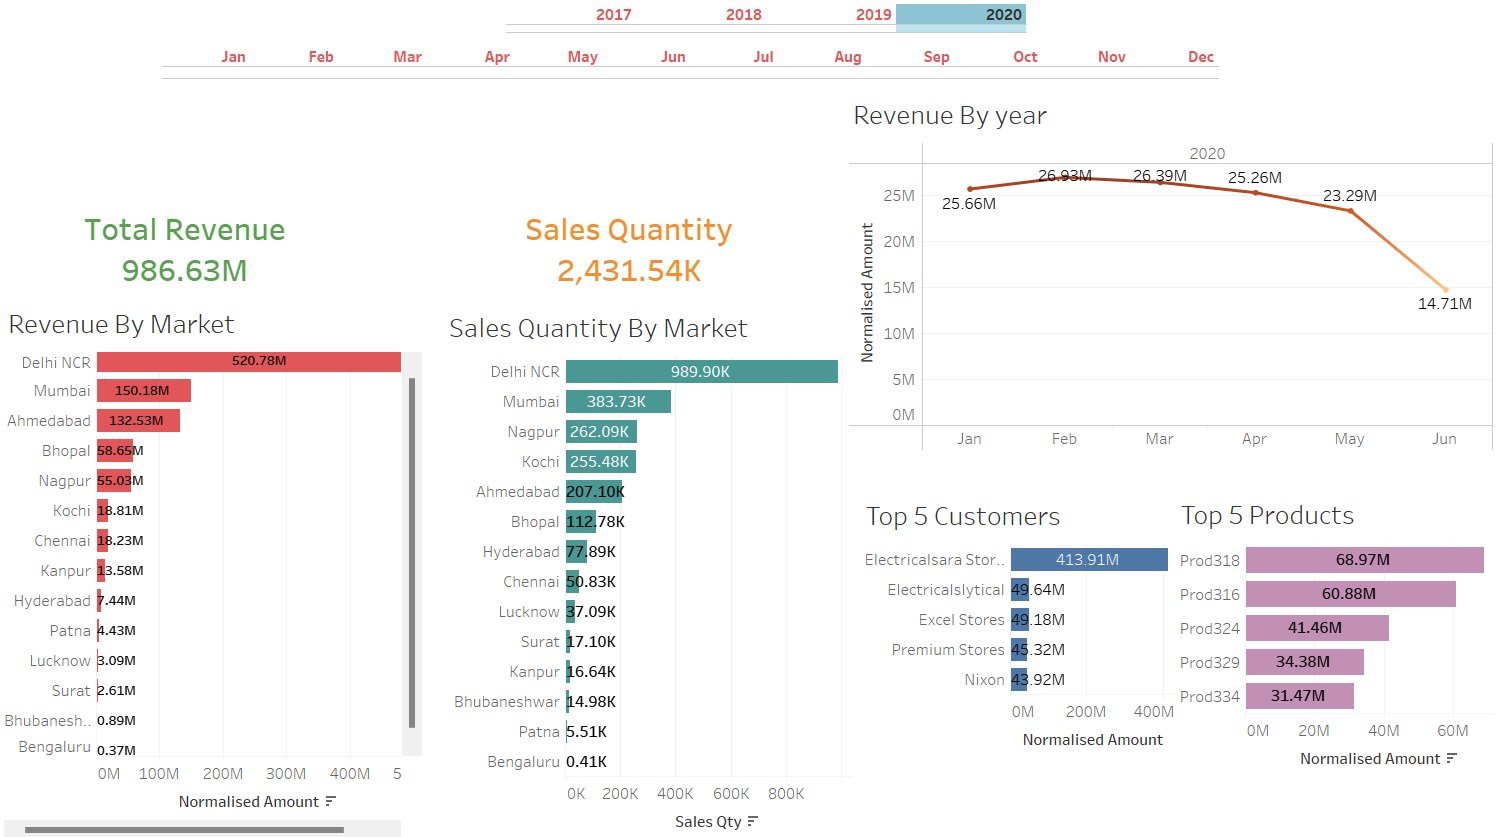 2017 2018 2019 2020
Jan Feb Mar Apr May Jun Jul Aug Sep Oct Nov Dec
Total Revenue
986.63M
Sales Quantity
2,431.54K
Revenue By year
2020
Normalised Amount
25M
20M
15M
10M
5M
0M
25.66M
26.93M
26.39M
25.26M
23.29M
14.71M
Jan Feb Mar Apr May Jun
Revenue By Market
Delhi NCR 520.78M
Mumbai 150.18M
Ahmedabad 132.53M
Bhopal 58.65M
Nagpur 55.03M
Kochi 18.81M
Chennai 18.23M
Kanpur 13.58M
Hyderabad 7.44M
Patna 4.43M
Lucknow 3.09M
Surat 2.61M
Bhubanesh.. 0.89M
Bengaluru 0.37M
0M 100M 200M 300M 400M 5
Normalised Amount
Sales Quantity By Market
Delhi NCR 989.90K
Mumbai 383.73K
Nagpur 262.09K
Kochi 255.48K
Ahmedabad 207.10K
Bhopal 112.78K
Hyderabad 77.89K
Chennai 50.83K
Lucknow 37.09K
Surat 17.10K
Kanpur 16.64K
Bhubaneshwar 14.98K
Patna 5.51K
Bengaluru 0.41K
0K 200K 400K 600K 800K
Sales Qty
Top 5 Customers
Electricalsara Stor.. 413.91M
Electricalslytical 49.64M
Excel Stores 49.18M
Premium Stores 45.32M
Nixon 43.92M
0M 200M 400M
Normalised Amount
Top 5 Products
Prod318 68.97M
Prod316 60.88M
Prod324 41.46M
Prod329 34.38M
Prod334 31.47M
0M 20M 40M 60M
Normalised Amount